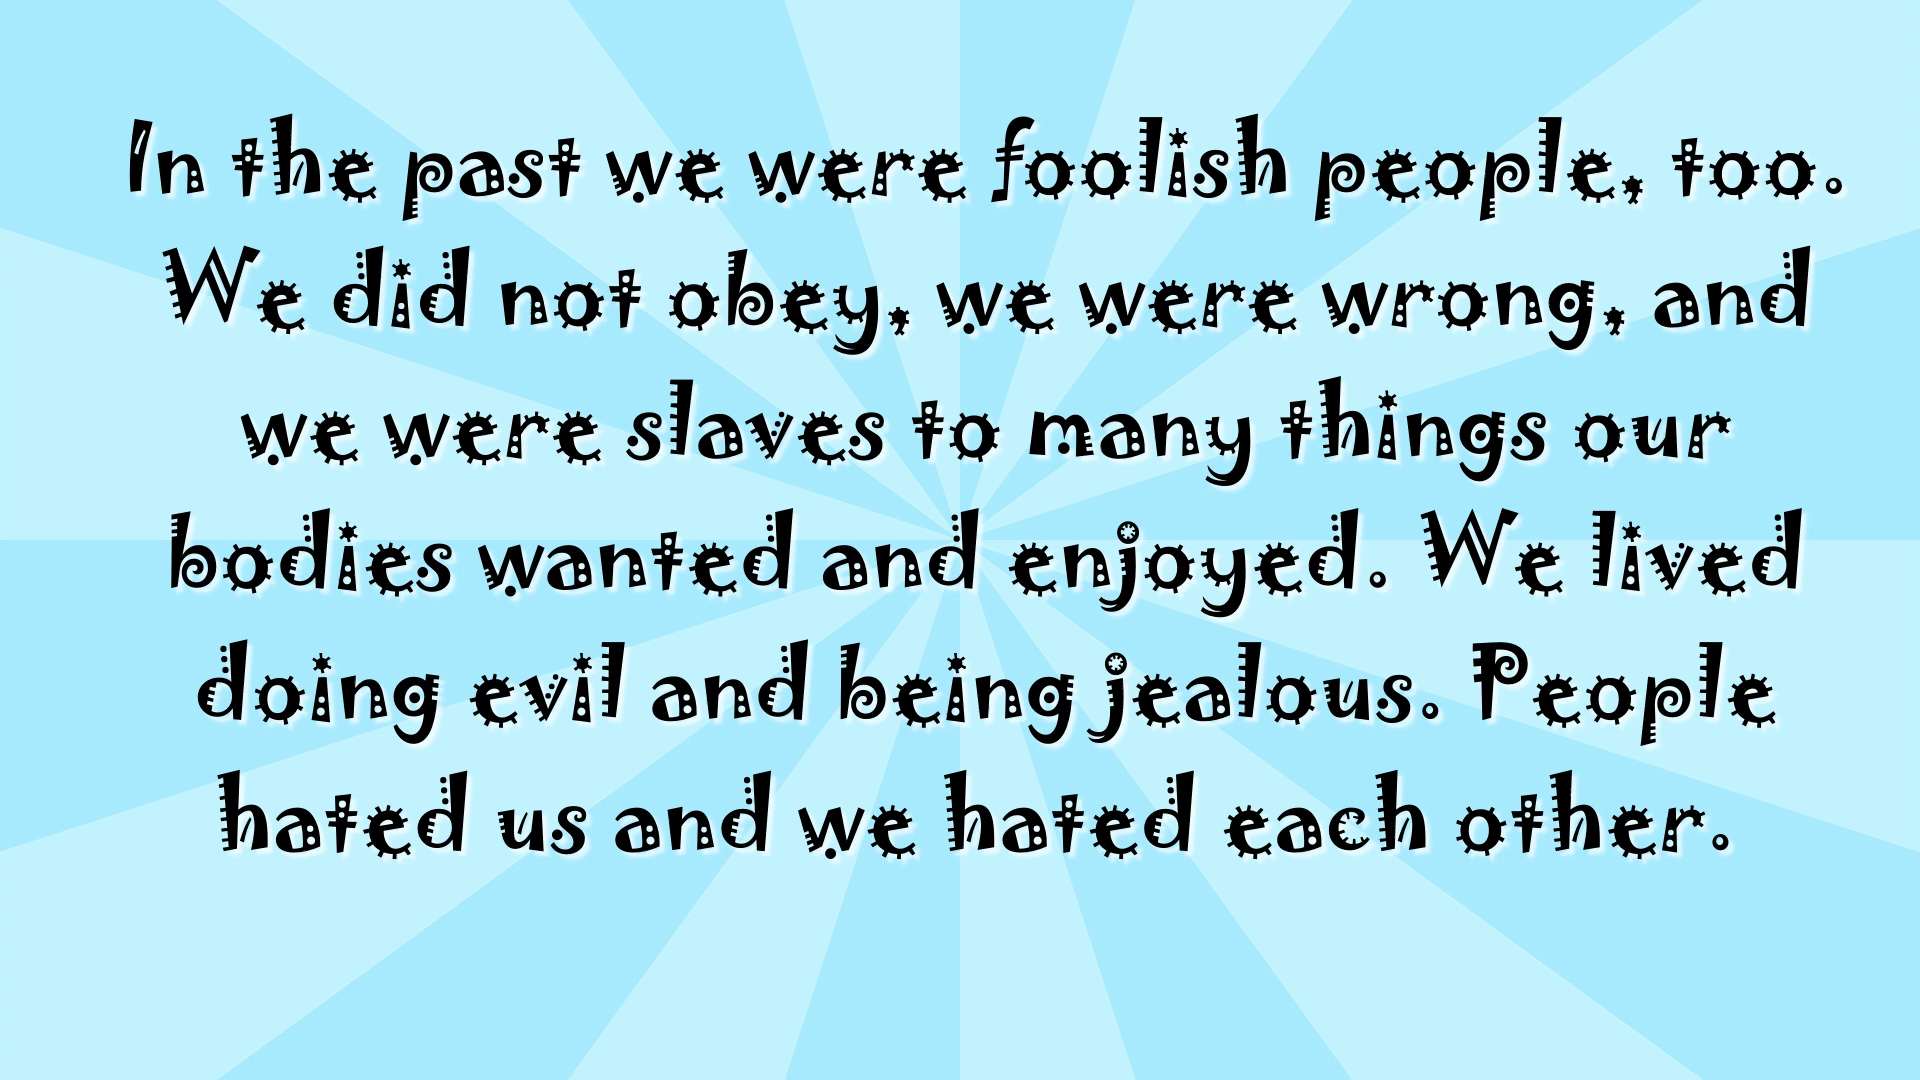 In the past we were foolish people, too.
We did not obey, we were wrong, and
we were slaves to many things our
bodies wanted and enjoyed. We lived
doing evil and being jealous. People
hated us and we hated each other.